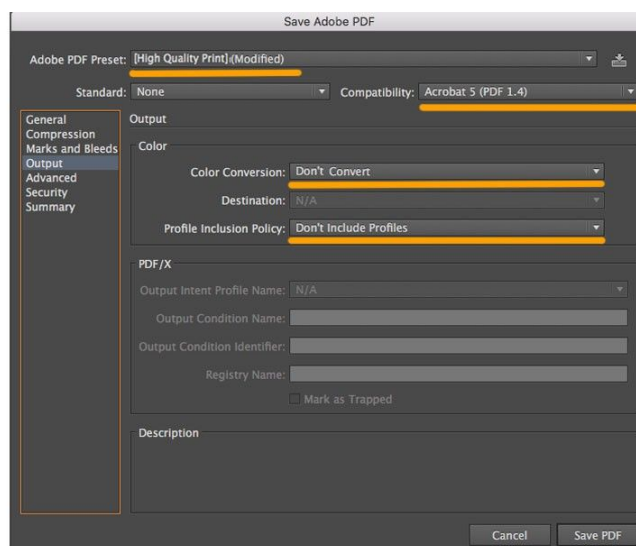 Save Adobe PDF
Adobe PDF Preset: [High Quality Print] (Modified)
Standard: None Compatibility: Acrobat 5 (PDF 1.4)
General
Compression
Marks and Bleeds
Output
Advanced
Security
Summary
Output
Color
Color Conversion: Don't Convert
Destination: N/A
Profile Inclusion Policy: Don't Include Profiles
PDF/X
Output Intent Profile Name: N/A
Output Condition Name:
Output Condition Identifier:
Registry Name:
Mark as Trapped
Description
Cancel Save PDF